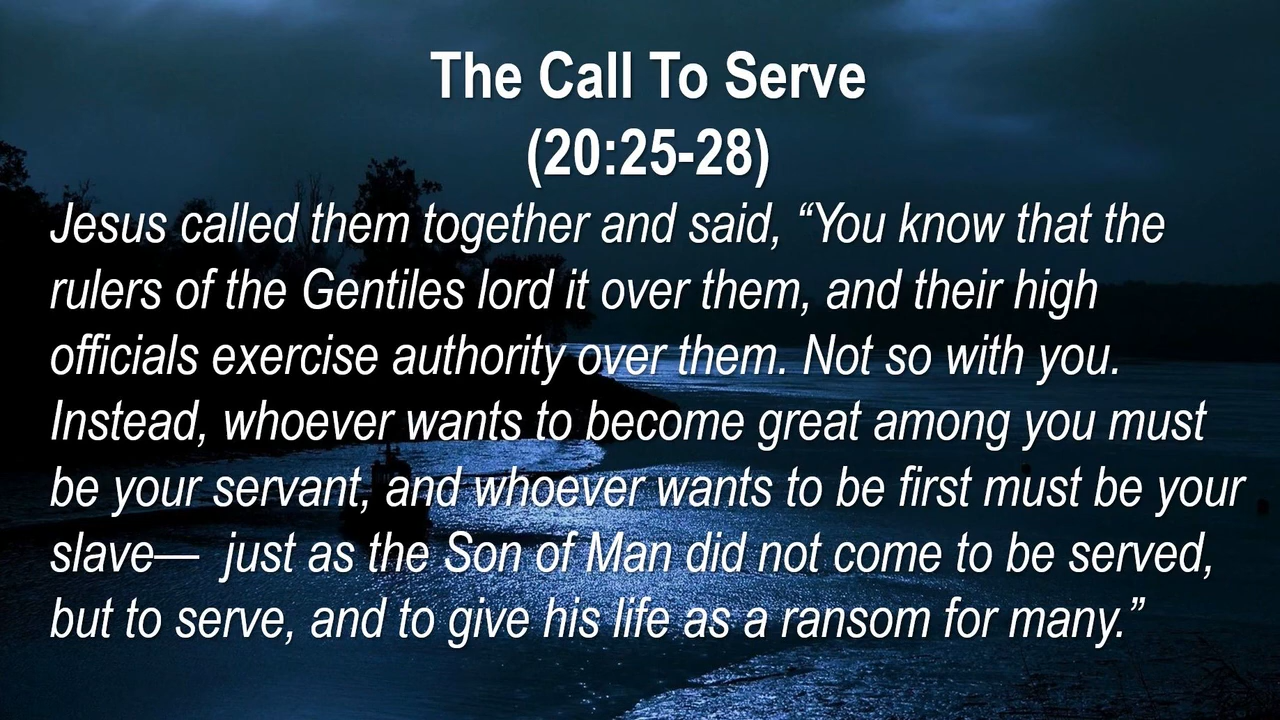 The Call To Serve
(20:25-28)
Jesus called them together and said, “You know that the
rulers of the Gentiles lord it over them, and their high
officials exercise authority over them. Not so with you.
Instead, whoever wants to become great among you must
be your servant, and whoever wants to be first must be your
slave—  just as the Son of Man did not come to be served,
but to serve, and to give his life as a ransom for many.”